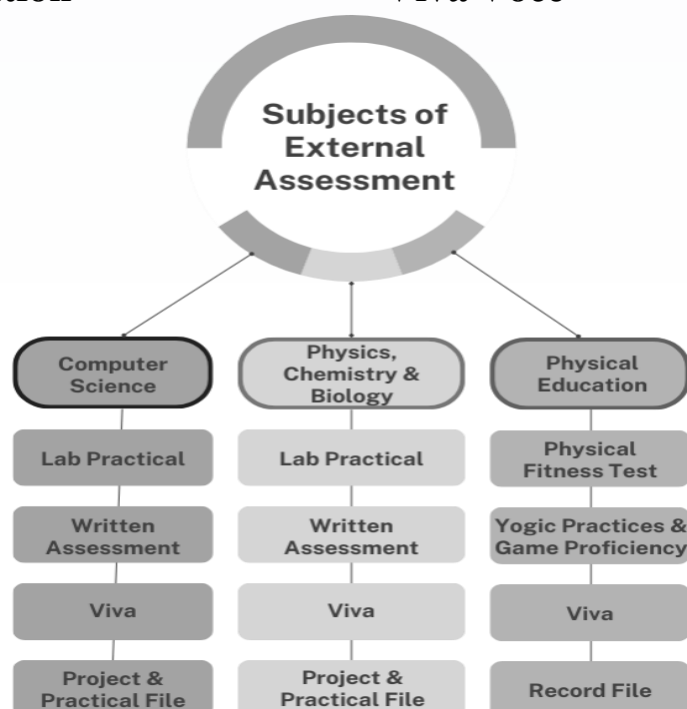 Subjects of
External
Assessment
Computer
Science
Lab Practical
Written
Assessment
Viva
Project &
Practical File
Physics,
Chemistry &
Biology
Lab Practical
Written
Assessment
Viva
Project &
Practical File
Physical
Education
Physical
Fitness Test
Yogic Practices &
Game Proficiency
Viva
Record File